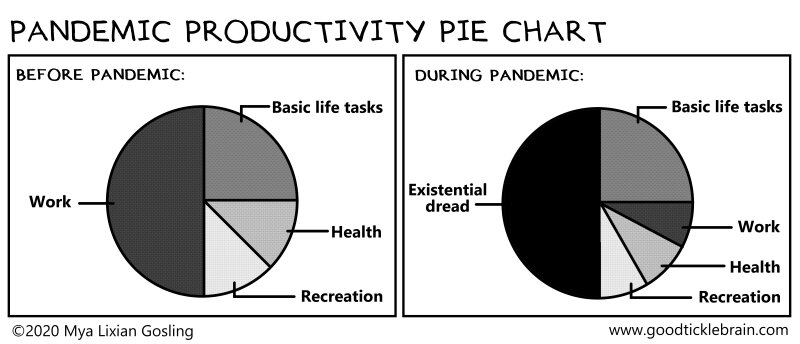 PANDEMIC PRODUCTIVITY PIE CHART
BEFORE PANDEMIC:
Basic life tasks
Work
Health
Recreation
DURING PANDEMIC:
Basic life tasks
Existential
dread
Work
Health
Recreation
©2020 Mya Lixian Gosling
www.goodticklebrain.com